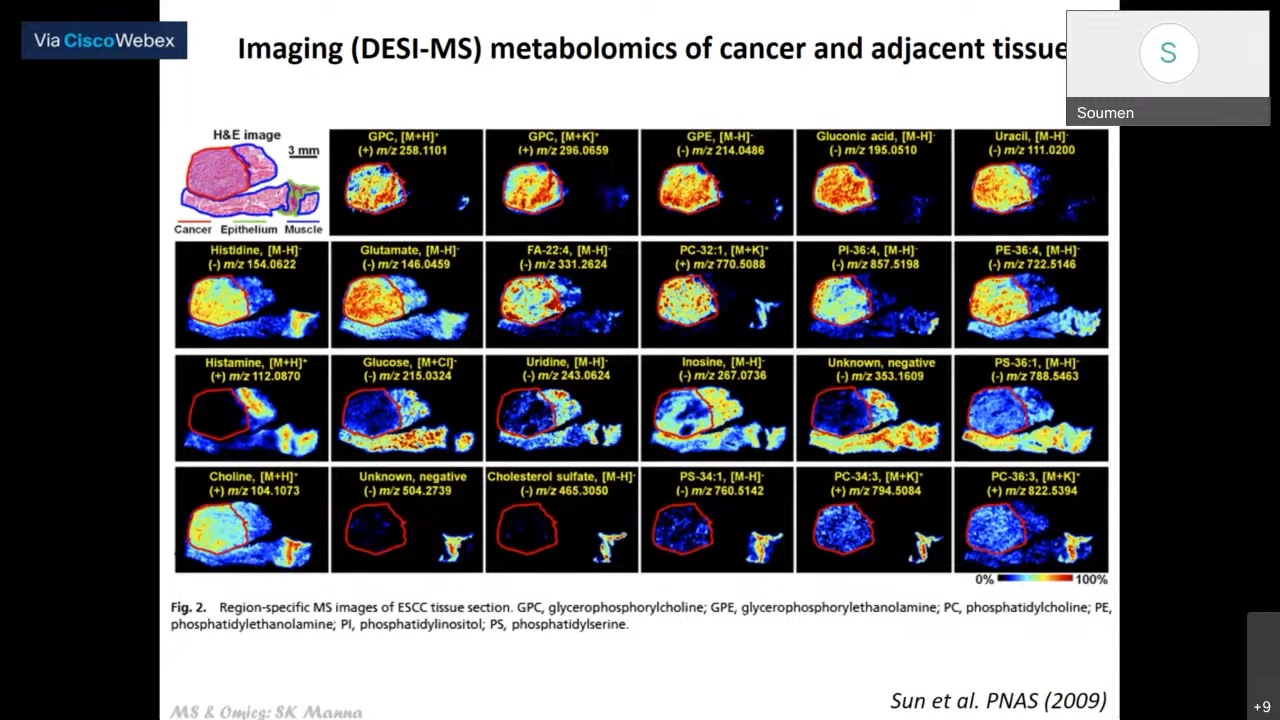 Via Cisco Webex
Imaging (DESI-MS) metabolomics of cancer and adjacent tissue
S
Soumen
H&E image
3 mm
Cancer Epithelium Muscle
GPC, [M+H]⁺
(+) m/z 258.1101
GPC, [M+K]⁺
(+) m/z 296.0659
GPE, [M-H]⁻
(-) m/z 214.0486
Gluconic acid, [M-H]⁻
(-) m/z 195.0510
Uracil, [M-H]⁻
(-) m/z 111.0200
Histidine, [M-H]⁻
(-) m/z 154.0622
Glutamate, [M-H]⁻
(-) m/z 146.0459
FA-22:4, [M-H]⁻
(-) m/z 331.2624
PC-32:1, [M+K]⁺
(+) m/z 770.5088
PI-36:4, [M-H]⁻
(-) m/z 857.5198
PE-36:4, [M-H]⁻
(-) m/z 722.5146
Histamine, [M+H]⁺
(+) m/z 112.0870
Glucose, [M+Cl]⁻
(-) m/z 215.0324
Uridine, [M-H]⁻
(-) m/z 243.0624
Inosine, [M-H]⁻
(-) m/z 267.0736
Unknown, negative
(-) m/z 353.1609
PS-36:1, [M-H]⁻
(-) m/z 788.5463
Choline, [M+H]⁺
(+) m/z 104.1073
Unknown, negative
(-) m/z 504.2739
Cholesterol sulfate, [M-H]⁻
(-) m/z 465.3050
PS-34:1, [M-H]⁻
(-) m/z 760.5142
PC-34:3, [M+K]⁺
(+) m/z 794.5084
PC-36:3, [M+K]⁺
(+) m/z 822.5394
0% 100%
Fig. 2. Region-specific MS images of ESCC tissue section. GPC, glycerophosphorylcholine; GPE, glycerophosphorylethanolamine; PC, phosphatidylcholine; PE,
phosphatidylethanolamine; PI, phosphatidylinositol; PS, phosphatidylserine.
Sun et al. PNAS (2009)
MS & Omics: SK Manna
+9